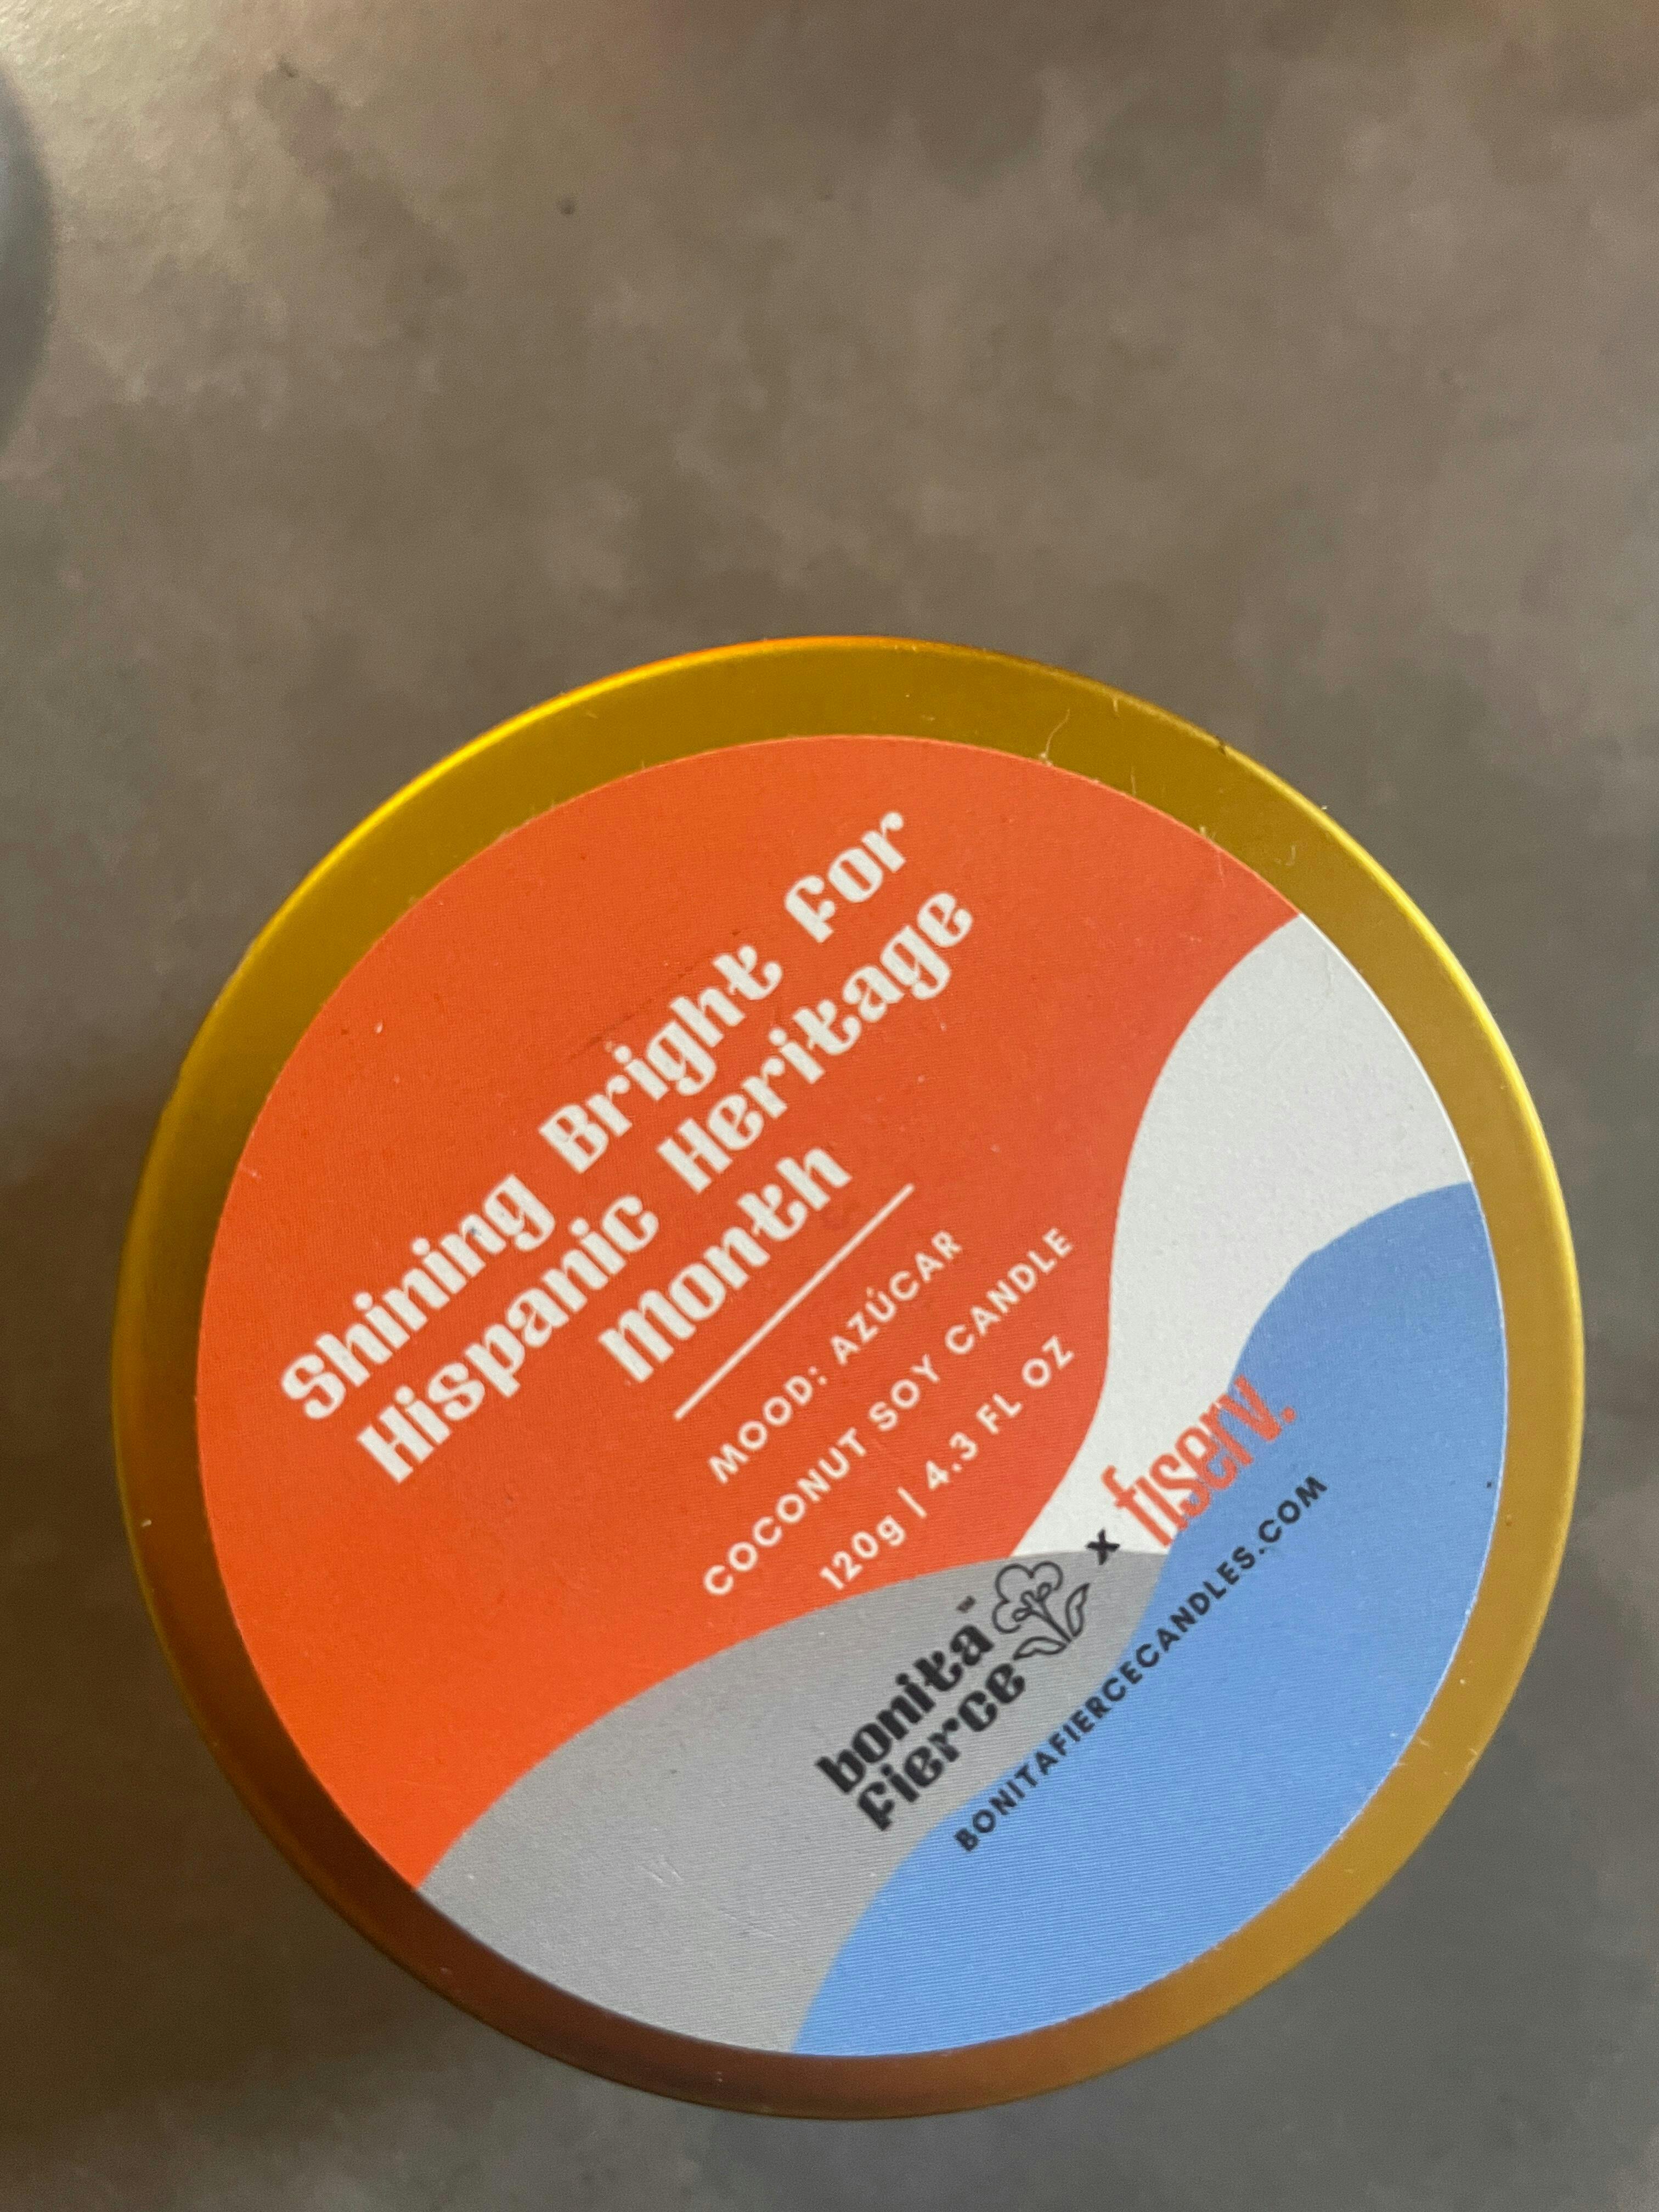 Shining Bright for
Hispanic Heritage
Month
MOOD: AZÚCAR
COCONUT SOY CANDLE
120g | 4.3 FL OZ
bonita™
fierce
x
fiserv.
BONITAFIERCECANDLES.COM